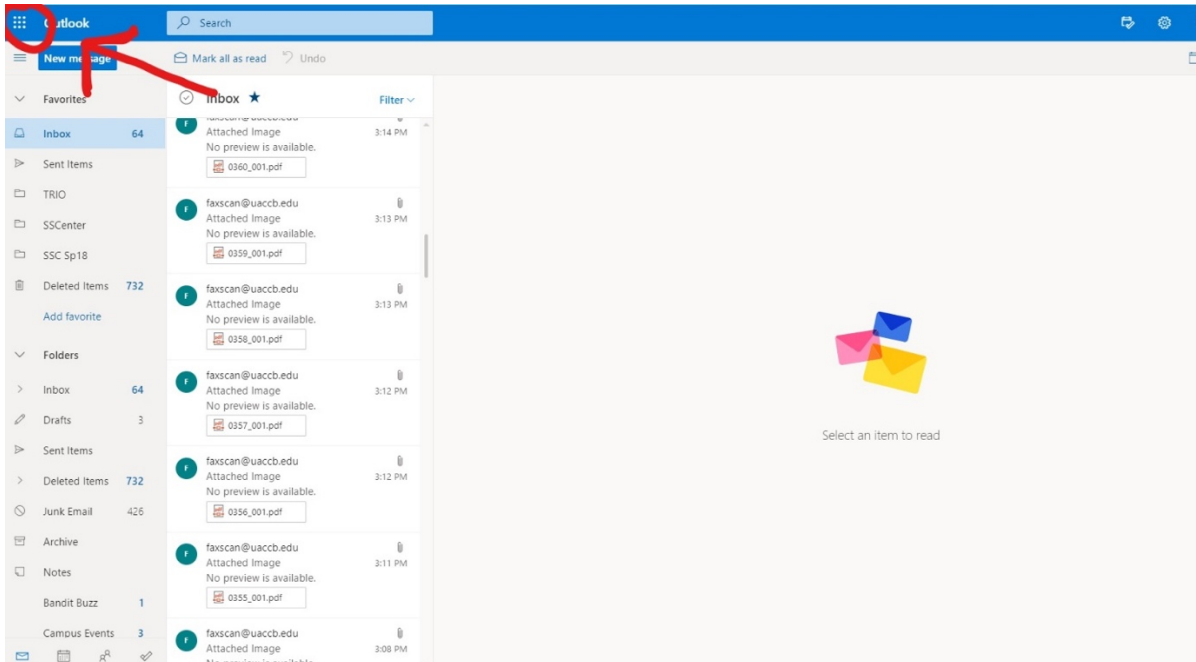 Outlook
Search
New message
Mark all as read
Undo
Favorites
Inbox 64
Sent Items
TRIO
SSCenter
SSC Sp18
Deleted Items 732
Add favorite
Folders
Inbox 64
Drafts 3
Sent Items
Deleted Items 732
Junk Email 426
Archive
Notes
Bandit Buzz 1
Campus Events 3
Inbox
Filter
faxscan@uaccb.edu
Attached Image 3:14 PM
No preview is available.
0360_001.pdf
F
faxscan@uaccb.edu
Attached Image 3:13 PM
No preview is available.
0359_001.pdf
F
faxscan@uaccb.edu
Attached Image 3:13 PM
No preview is available.
0358_001.pdf
F
faxscan@uaccb.edu
Attached Image 3:12 PM
No preview is available.
0357_001.pdf
F
faxscan@uaccb.edu
Attached Image 3:12 PM
No preview is available.
0356_001.pdf
F
faxscan@uaccb.edu
Attached Image 3:11 PM
No preview is available.
0355_001.pdf
F
faxscan@uaccb.edu
Attached Image 3:08 PM
No preview is available.
Select an item to read